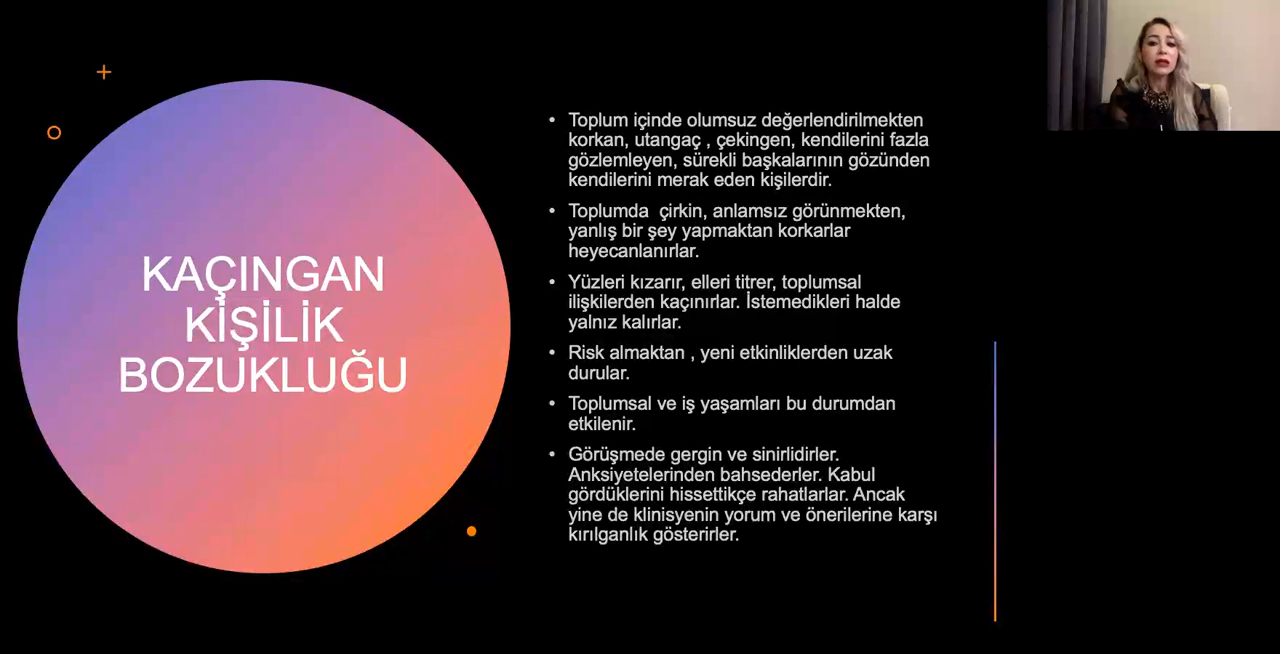 KAÇINGAN
KİŞİLİK
BOZUKLUĞU
• Toplum içinde olumsuz değerlendirilmekten
korkan, utangaç , çekingen, kendilerini fazla
gözlemleyen, sürekli başkalarının gözünden
kendilerini merak eden kişilerdir.
• Toplumda  çirkin, anlamsız görünmekten,
yanlış bir şey yapmaktan korkarlar
heyecanlanırlar.
• Yüzleri kızarır, elleri titrer, toplumsal
ilişkilerden kaçınırlar. İstemedikleri halde
yalnız kalırlar.
• Risk almaktan , yeni etkinliklerden uzak
durular.
• Toplumsal ve iş yaşamları bu durumdan
etkilenir.
• Görüşmede gergin ve sinirlidirler.
Anksiyetelerinden bahsederler. Kabul
gördüklerini hissettikçe rahatlarlar. Ancak
yine de klinisyenin yorum ve önerilerine karşı
kırılganlık gösterirler.